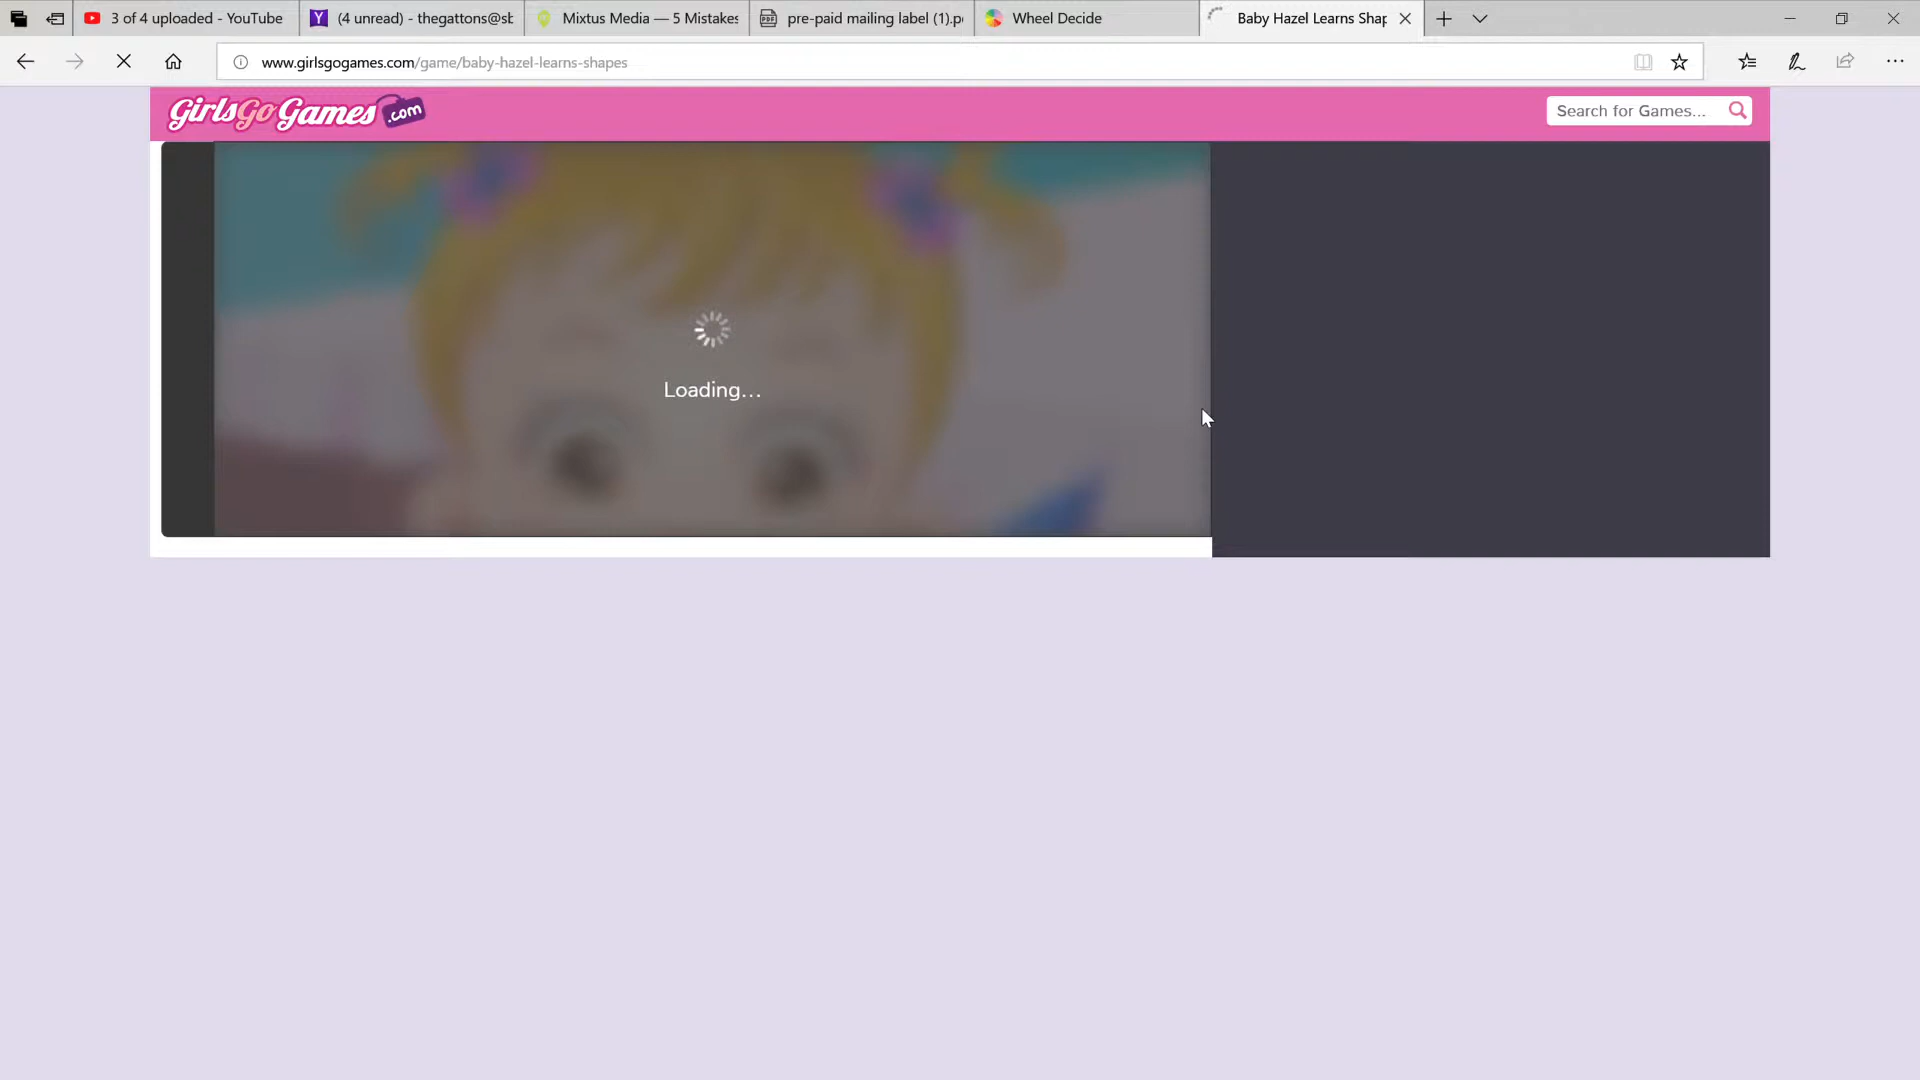 3 of 4 uploaded - YouTube
(4 unread) - thegattons@sb
Mixtus Media — 5 Mistakes
pre-paid mailing label (1).p
Wheel Decide
Baby Hazel Learns Shap
www.girlsgogames.com/game/baby-hazel-learns-shapes
GirlsGoGames.com
Search for Games...
Loading...